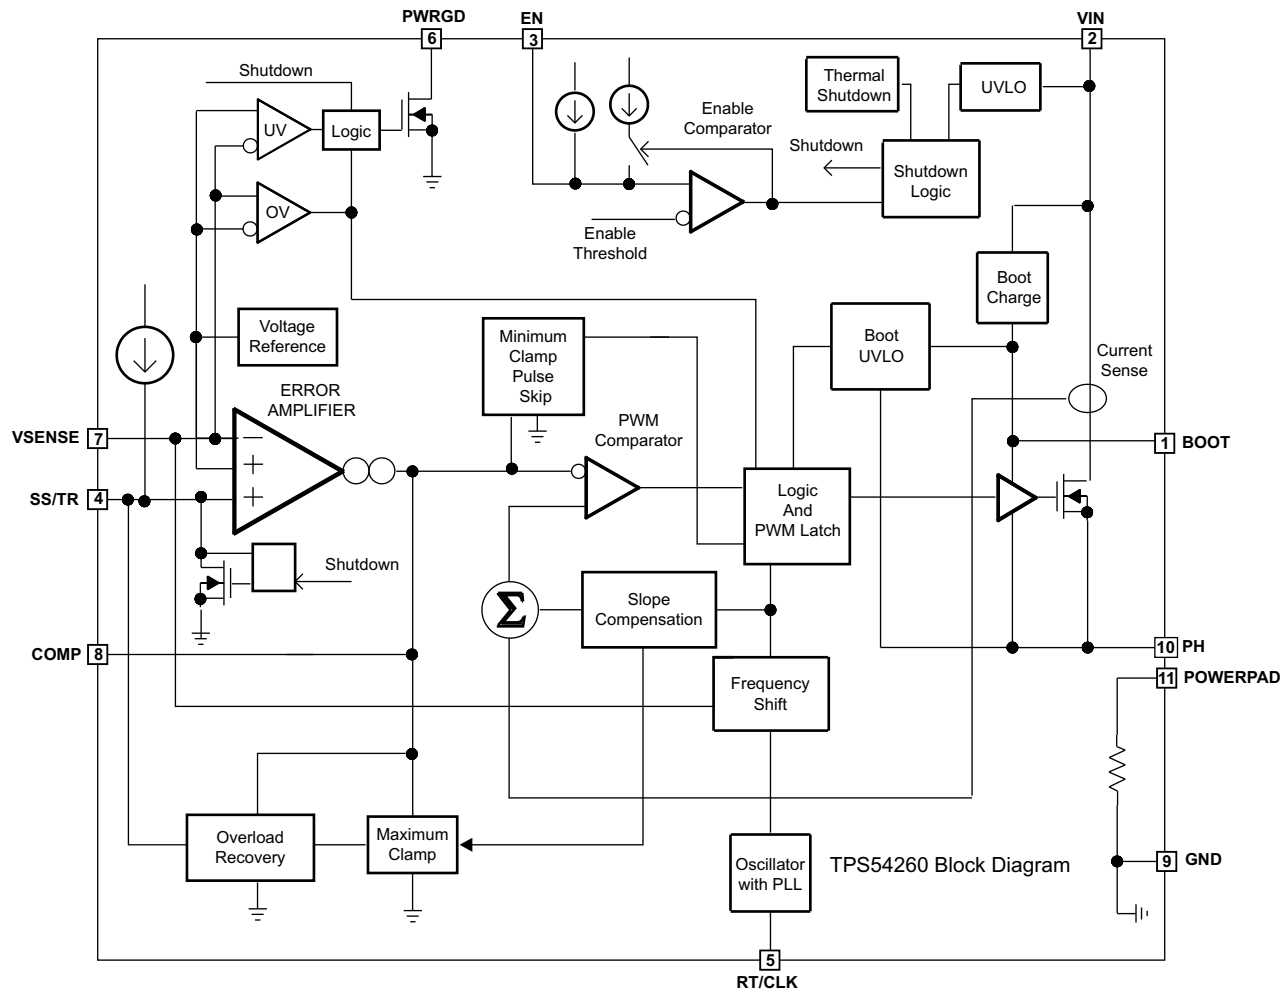 PWRGD
6
EN
3
VIN
2
Shutdown
UV
Logic
OV
Enable
Comparator
Thermal
Shutdown
UVLO
Shutdown
Shutdown
Logic
Enable
Threshold
Boot
Charge
Voltage
Reference
Minimum
Clamp
Pulse
Skip
Boot
UVLO
Current
Sense
ERROR
AMPLIFIER
PWM
Comparator
VSENSE
7
1
BOOT
SS/TR
4
Logic
And
PWM Latch
Shutdown
Σ
Slope
Compensation
COMP
8
10
PH
11
POWERPAD
Frequency
Shift
Overload
Recovery
Maximum
Clamp
Oscillator
with PLL
TPS54260 Block Diagram
9
GND
5
RT/CLK